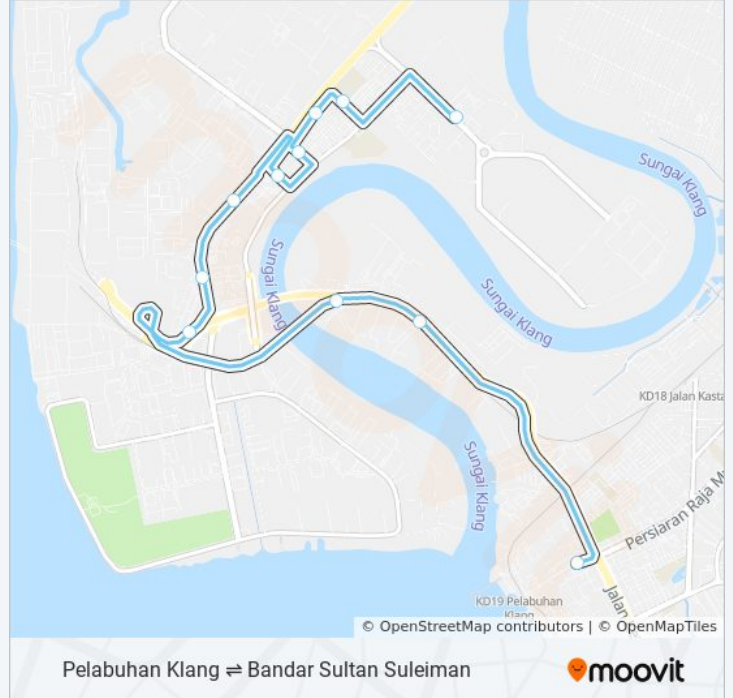 Sungai Klang
Sungai Klang
Sungai Klang
KD18 Jalan Kasta
Sungai Klang
Persiaran Raja M
KD19 Pelabuhan
Klang
Jalan
© OpenStreetMap contributors | © OpenMapTiles
Pelabuhan Klang ⇌ Bandar Sultan Suleiman
moovit